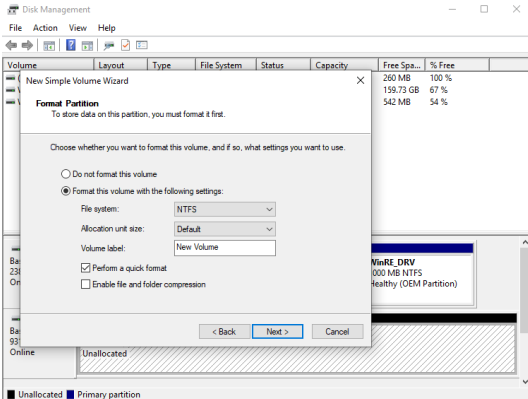 Disk Management
File Action View Help
Volume Layout Type File System Status Capacity Free Spa... % Free
260 MB 100 %
159.73 GB 67 %
542 MB 54 %
New Simple Volume Wizard
Format Partition
To store data on this partition, you must format it first.
Choose whether you want to format this volume, and if so, what settings you want to use.
Do not format this volume
Format this volume with the following settings:
File system: NTFS
Allocation unit size: Default
Volume label: New Volume
Perform a quick format
Enable file and folder compression
< Back Next > Cancel
Ba
238
On
WinRE_DRV
000 MB NTFS
Healthy (OEM Partition)
Ba
931
Online
Unallocated
Unallocated Primary partition